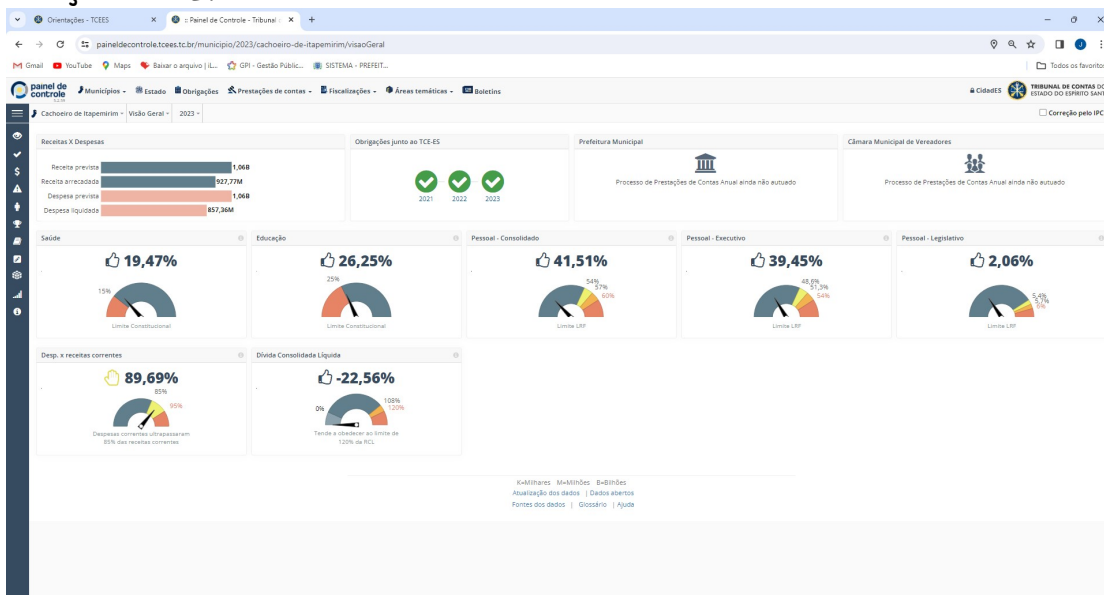 Orientações - TCEES
:: Painel de Controle - Tribunal
paineldecontrole.tcees.tc.br/municipio/2023/cachoeiro-de-itapemirim/visaoGeral
Gmail YouTube Maps Baixar o arquivo | iL... GPI - Gestão Públic... SISTEMA - PREFEIT... Todos os favoritos
painel de controle Municípios Estado Obrigações Prestações de contas Fiscalizações Áreas temáticas Boletins CidadES TRIBUNAL DE CONTAS DO
ESTADO DO ESPÍRITO SANT
Cachoeiro de Itapemirim Visão Geral 2023 Correção pelo IPC
Receitas X Despesas
Receita prevista 1,06B
Receita arrecadada 927,77M
Despesa prevista 1,06B
Despesa liquidada 857,36M
Obrigações junto ao TCE-ES
2021 2022 2023
Prefeitura Municipal
Processo de Prestações de Contas Anual ainda não autuado
Câmara Municipal de Vereadores
Processo de Prestações de Contas Anual ainda não autuado
Saúde
19,47%
15%
Limite Constitucional
Educação
26,25%
25%
Limite Constitucional
Pessoal - Consolidado
41,51%
54%
57%
60%
Limite LRF
Pessoal - Executivo
39,45%
48,6%
51,3%
54%
Limite LRF
Pessoal - Legislativo
2,06%
5,4%
5,7%
6%
Limite LRF
Desp. x receitas correntes
89,69%
85%
95%
Despesas correntes ultrapassaram
85% das receitas correntes
Dívida Consolidada Líquida
-22,56%
0%
108%
120%
Tende a obedecer ao limite de
120% da RCL
K=Milhares M=Milhões B=Bilhões
Atualização dos dados | Dados abertos
Fontes dos dados | Glossário | Ajuda